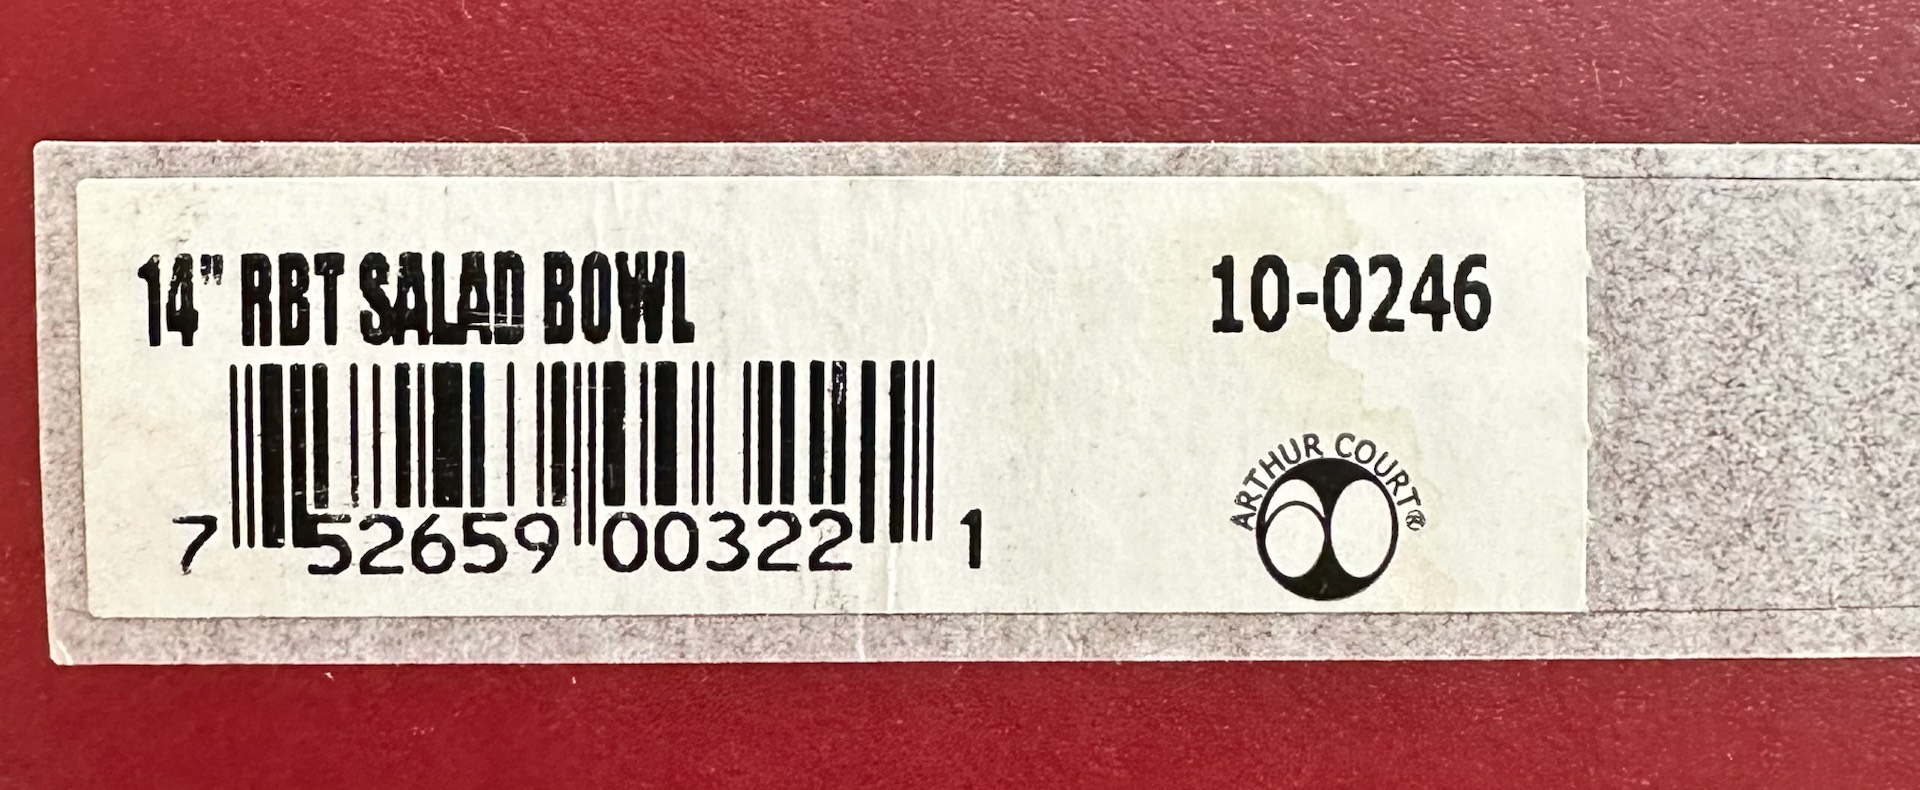 14" RBT SALAD BOWL
10-0246
7 52659 00322 1
ARTHUR COURT®